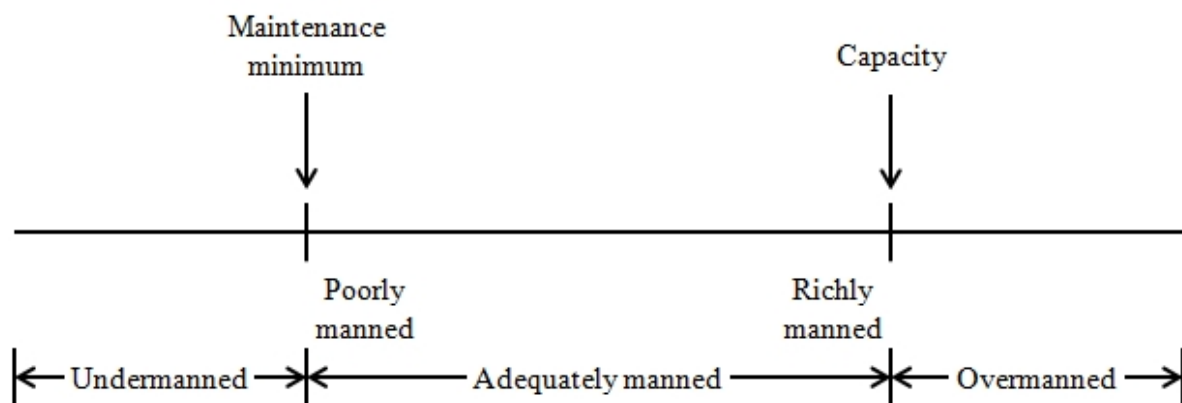 Maintenance
minimum
Capacity
Poorly
manned
Richly
manned
Undermanned
Adequately manned
Overmanned